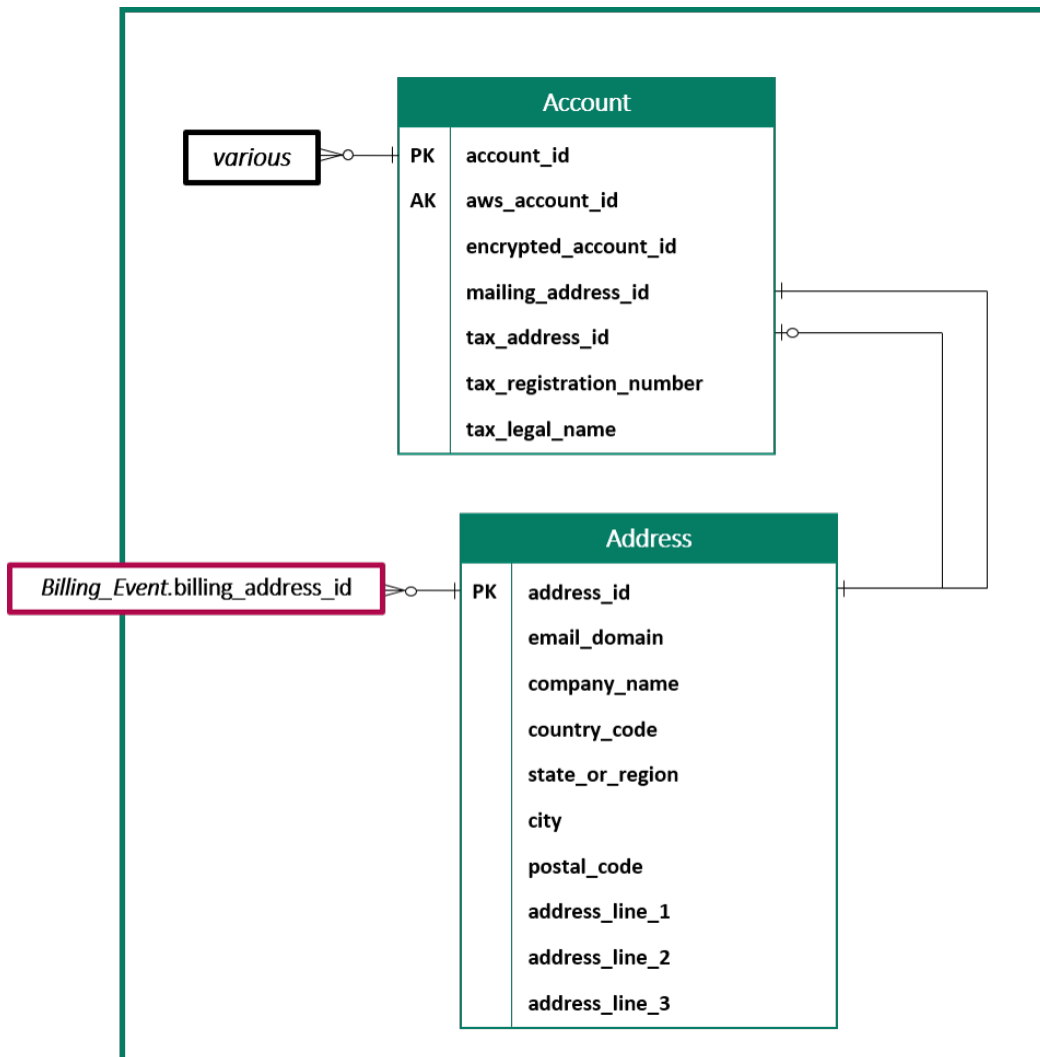 Account
various
PK account_id
AK aws_account_id
encrypted_account_id
mailing_address_id
tax_address_id
tax_registration_number
tax_legal_name
Address
Billing_Event.billing_address_id
PK address_id
email_domain
company_name
country_code
state_or_region
city
postal_code
address_line_1
address_line_2
address_line_3